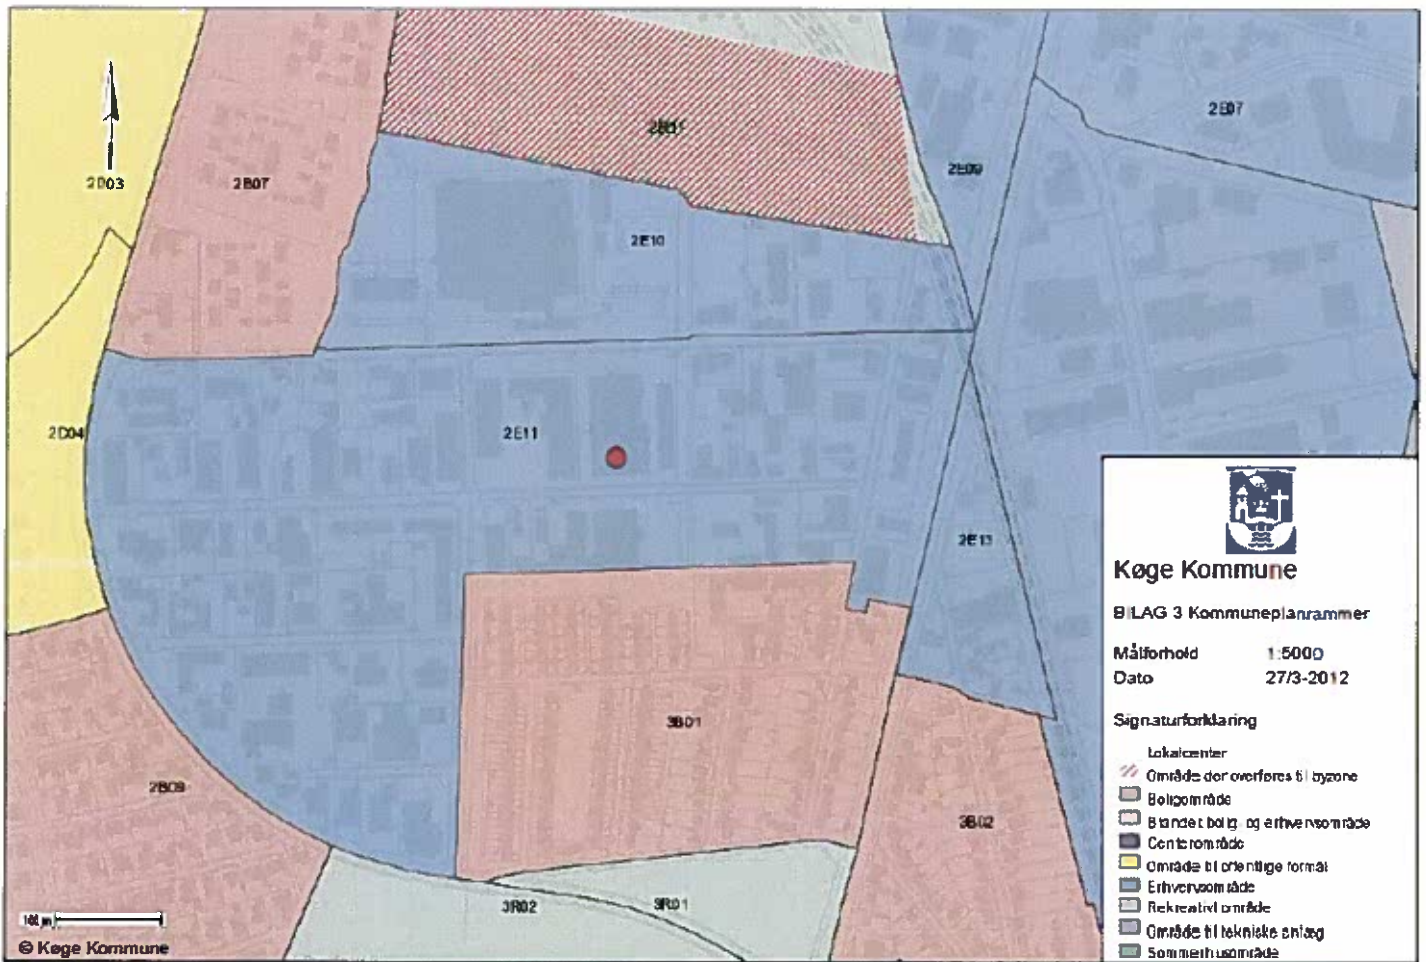 2E07
2E09
2D03
2B07
2E10
2E11
2D04
2E13
3B01
2B09
3B02
3R02
3R01
100 m
© Køge Kommune
Køge Kommune
BILAG 3 Kommuneplanrammer
Målforhold 1:5000
Dato 27/3-2012
Signaturforklaring
Lokalcenter
Område der overføres til byzone
Boligområde
Blandet bolig- og erhvervsområde
Centerområde
Område til offentlige formål
Erhvervsområde
Rekreativt område
Område til tekniske anlæg
Sommerhusområde